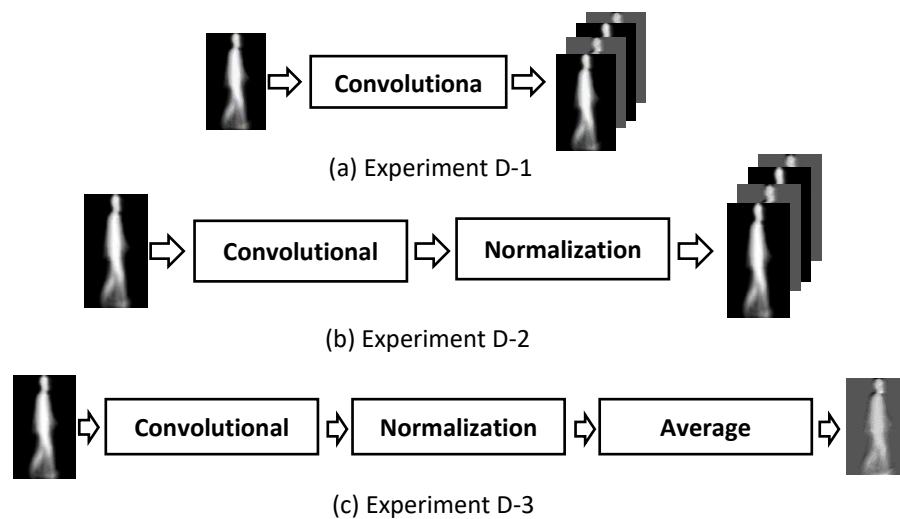 Convolutiona
(a) Experiment D-1
Convolutional
Normalization
(b) Experiment D-2
Convolutional
Normalization
Average
(c) Experiment D-3